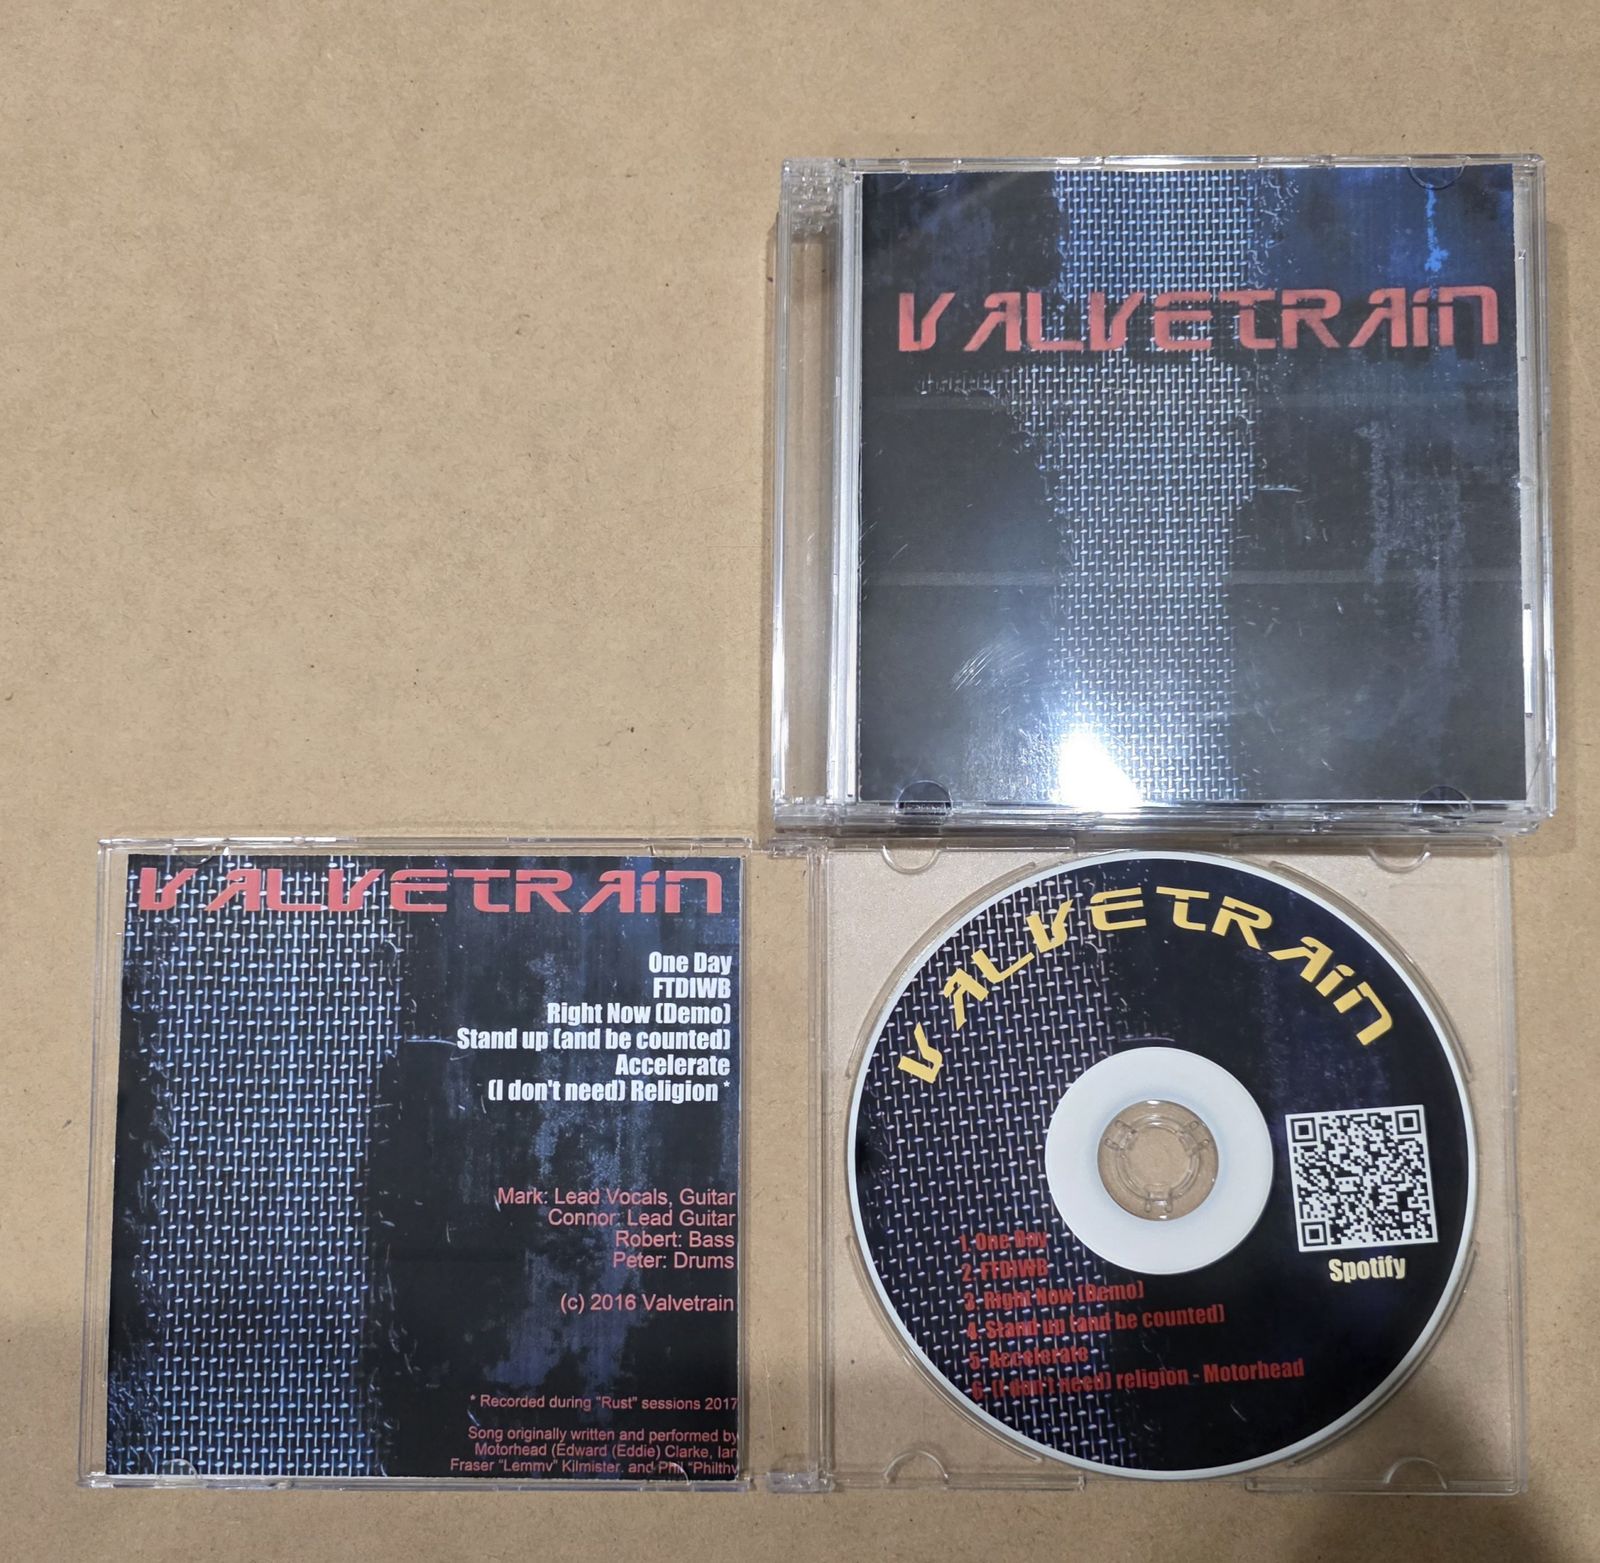 VALVETRAIN
VALVETRAIN
One Day
FTDIWB
Right Now (Demo)
Stand up (and be counted)
Accelerate
(I don't need) Religion *
Mark: Lead Vocals, Guitar
Connor: Lead Guitar
Robert: Bass
Peter: Drums
(c) 2016 Valvetrain
* Recorded during "Rust" sessions 2017
Song originally written and performed by
Motorhead (Edward (Eddie) Clarke, Ian
Fraser "Lemmy" Kilmister, and Phil "Philthy
VALVETRAIN
Spotify
1. One Day
2. FTDIWB
3. Right Now (Demo)
4. Stand up (and be counted)
5. Accelerate
6. (I don't need) religion - Motorhead